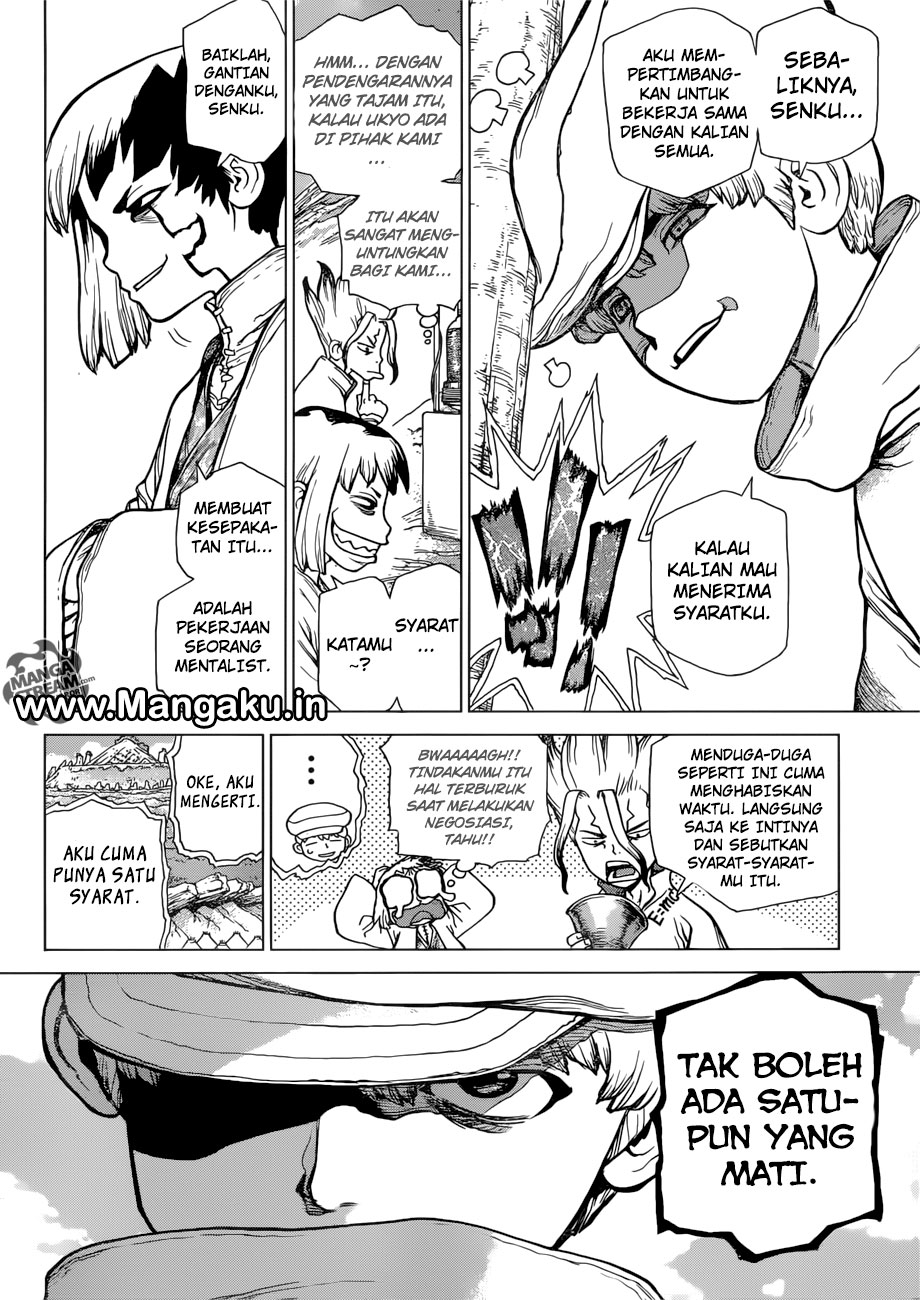 SEBA-
LIKNYA,
SENKU...
AKU MEM-
PERTIMBANG-
KAN UNTUK
BEKERJA SAMA
DENGAN KALIAN
SEMUA.
KALAU
KALIAN MAU
MENERIMA
SYARATKU.
HMM... DENGAN
PENDENGARANNYA
YANG TAJAM ITU,
KALAU UKYO ADA
DI PIHAK KAMI
...
ITU AKAN
SANGAT MENG-
UNTUNGKAN
BAGI KAMI...
SYARAT
...
KATAMU
~?
BAIKLAH,
GANTIAN
DENGANKU,
SENKU.
MEMBUAT
KESEPAKA-
TAN ITU...
ADALAH
PEKERJAAN
SEORANG
MENTALIST.
MANGA
STREAM.com
www.Mangaku.in
MENDUGA-DUGA
SEPERTI INI CUMA
MENGHABISKAN
WAKTU. LANGSUNG
SAJA KE INTINYA
DAN SEBUTKAN
SYARAT-SYARAT-
MU ITU.
E=mc
BWAAAAAGH!!
TINDAKANMU ITU
HAL TERBURUK
SAAT MELAKUKAN
NEGOSIASI,
TAHU!!
...
OKE, AKU
MENGERTI.
AKU CUMA
PUNYA SATU
SYARAT.
TAK BOLEH
ADA SATU-
PUN YANG
MATI.